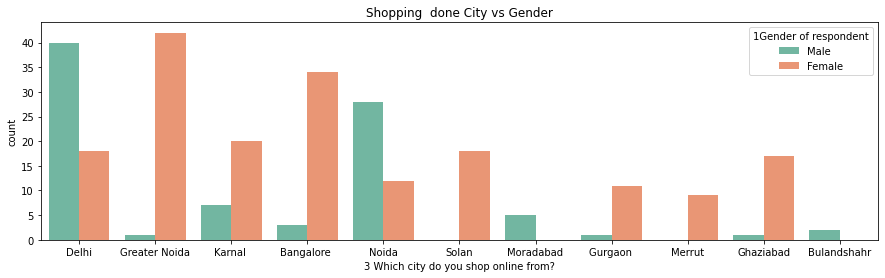 Shopping  done City vs Gender
1Gender of respondent
Male
Female
count
40
35
30
25
20
15
10
5
0
Delhi Greater Noida Karnal Bangalore Noida Solan Moradabad Gurgaon Merrut Ghaziabad Bulandshahr
3 Which city do you shop online from?